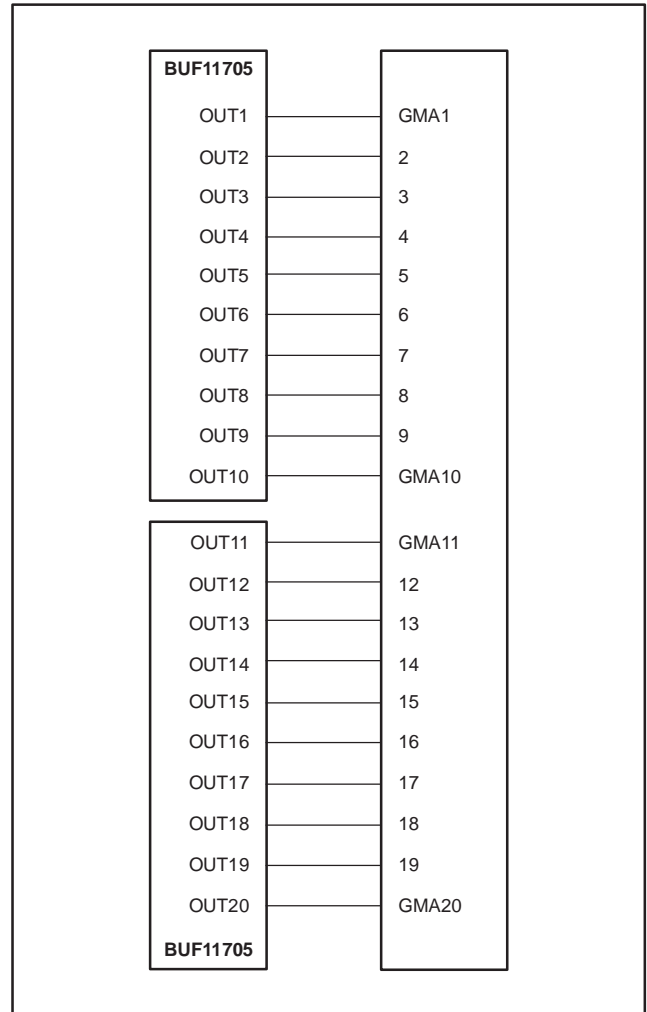 BUF11705
OUT1 GMA1
OUT2 2
OUT3 3
OUT4 4
OUT5 5
OUT6 6
OUT7 7
OUT8 8
OUT9 9
OUT10 GMA10
OUT11 GMA11
OUT12 12
OUT13 13
OUT14 14
OUT15 15
OUT16 16
OUT17 17
OUT18 18
OUT19 19
OUT20 GMA20
BUF11705